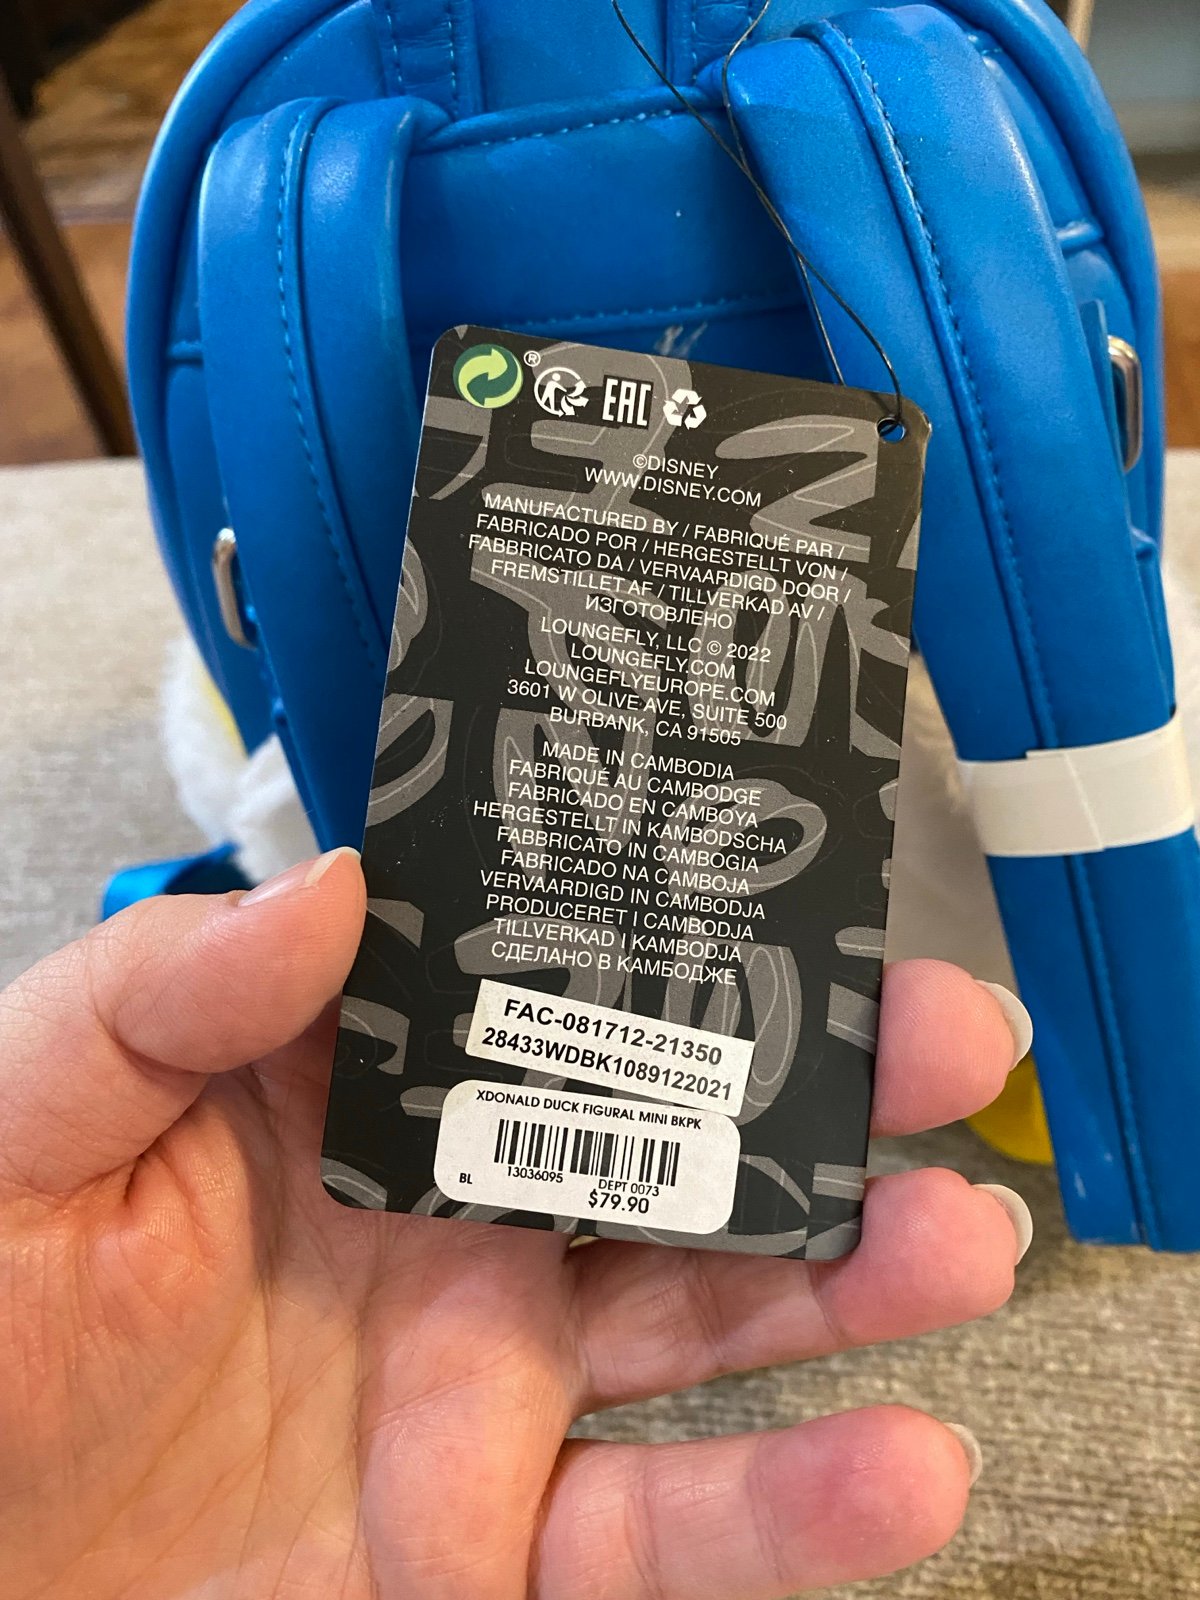 ®
EAC
©DISNEY
WWW.DISNEY.COM
MANUFACTURED BY / FABRIQUÉ PAR /
FABRICADO POR / HERGESTELLT VON /
FABBRICATO DA / VERVAARDIGD DOOR /
FREMSTILLET AF / TILLVERKAD AV /
ИЗГОТОВЛЕНО
LOUNGEFLY, LLC © 2022
LOUNGEFLY.COM
LOUNGEFLYEUROPE.COM
3601 W OLIVE AVE, SUITE 500
BURBANK, CA 91505
MADE IN CAMBODIA
FABRIQUÉ AU CAMBODGE
FABRICADO EN CAMBOYA
HERGESTELLT IN KAMBODSCHA
FABBRICATO IN CAMBOGIA
FABRICADO NA CAMBOJA
VERVAARDIGD IN CAMBODJA
PRODUCERET I CAMBODJA
TILLVERKAD I KAMBODJA
СДЕЛАНО В КАМБОДЖЕ
FAC-081712-21350
28433WDBK1089122021
XDONALD DUCK FIGURAL MINI BKPK
BL 13036095 DEPT 0073
$79.90